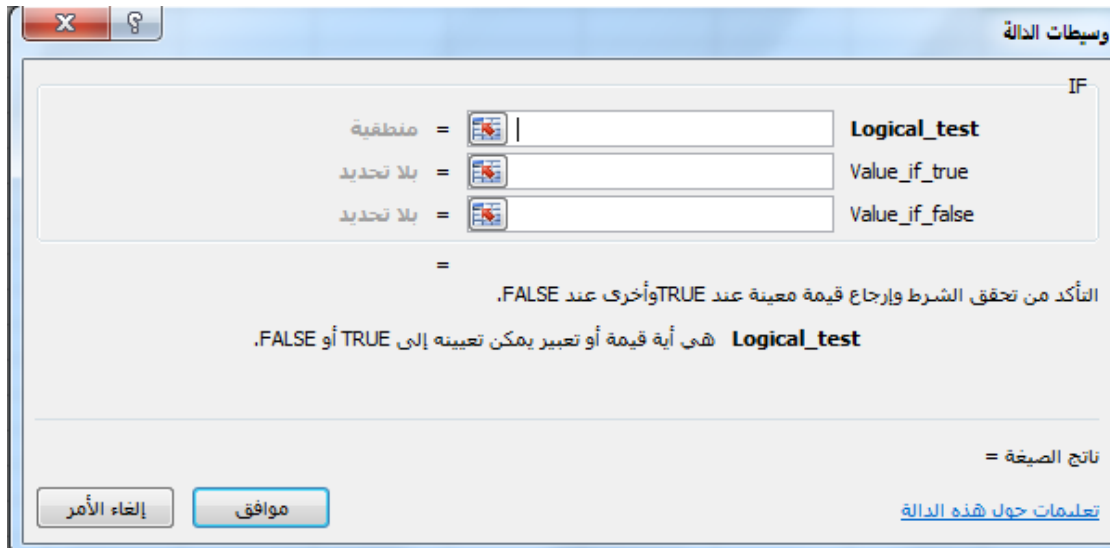 وسيطات الدالة
IF
Logical_test = منطقية
Value_if_true = بلا تحديد
Value_if_false = بلا تحديد
=
التأكد من تحقق الشرط وإرجاع قيمة معينة عند TRUEوأخرى عند FALSE.
Logical_test هي أية قيمة أو تعبير يمكن تعيينه إلى TRUE أو FALSE.
ناتج الصيغة =
تعليمات حول هذه الدالة
موافق
إلغاء الأمر